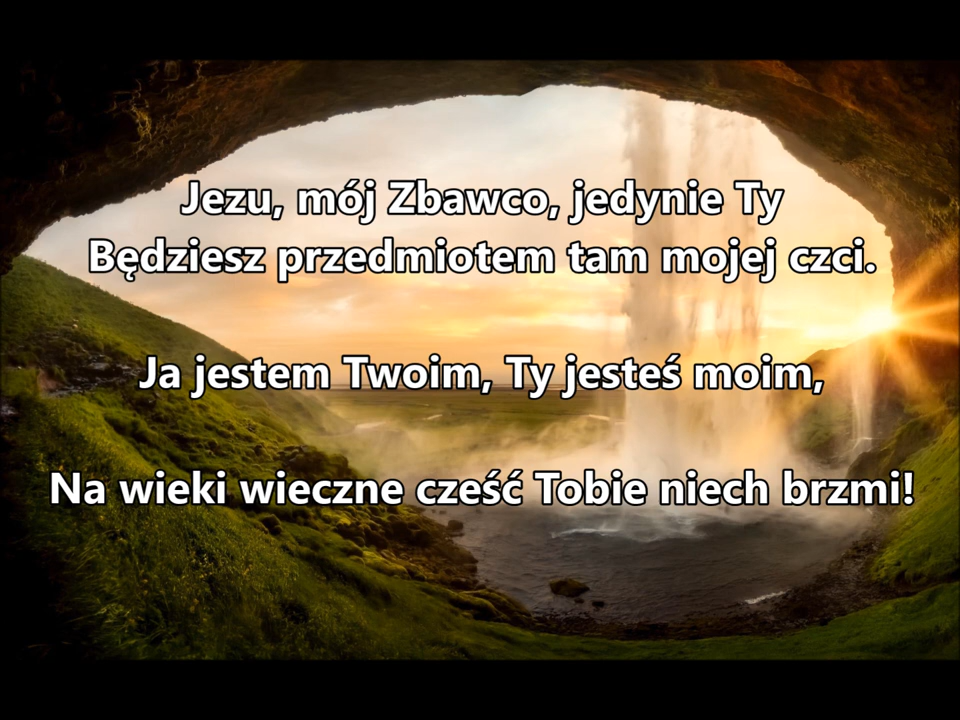 Jezu, mój Zbawco, jedynie Ty
Będziesz przedmiotem tam mojej czci.
Ja jestem Twoim, Ty jesteś moim,
Na wieki wieczne cześć Tobie niech brzmi!